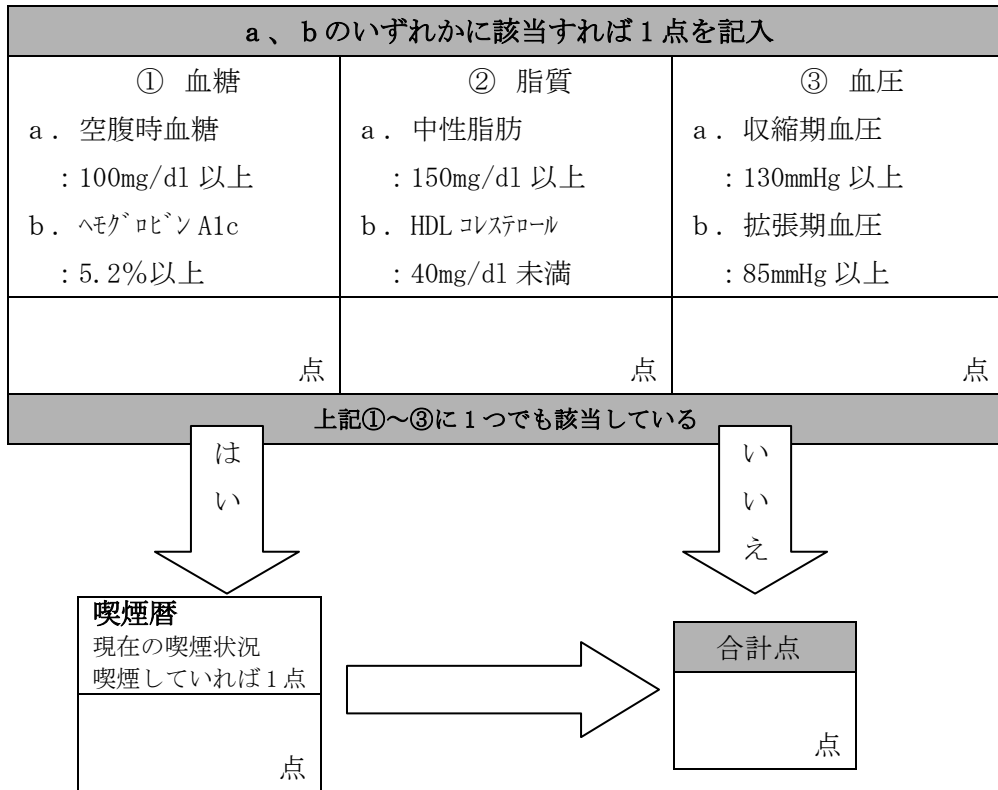 a、bのいずれかに該当すれば1点を記入
① 血糖
a．空腹時血糖
：100mg/dl 以上
b．ﾍﾓｸﾞﾛﾋﾞﾝ A1c
：5.2％以上
点
② 脂質
a．中性脂肪
：150mg/dl 以上
b．HDL ｺﾚｽﾃﾛｰﾙ
：40mg/dl 未満
点
③ 血圧
a．収縮期血圧
：130mmHg 以上
b．拡張期血圧
：85mmHg 以上
点
上記①～③に1つでも該当している
はい
いいえ
喫煙暦
現在の喫煙状況
喫煙していれば1点
点
合計点
点